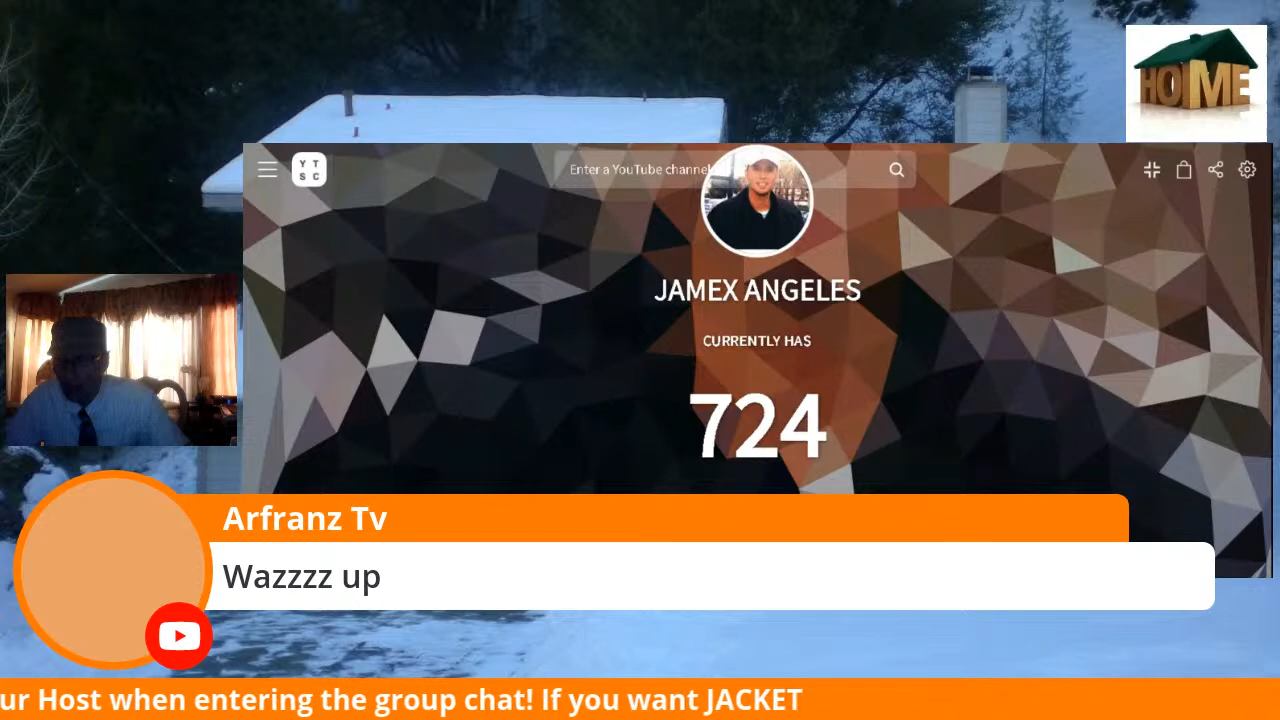 HOME
Y T
S C
Enter a YouTube channel
JAMEX ANGELES
CURRENTLY HAS
724
Arfranz Tv
Wazzzz up
ur Host when entering the group chat! If you want JACKET